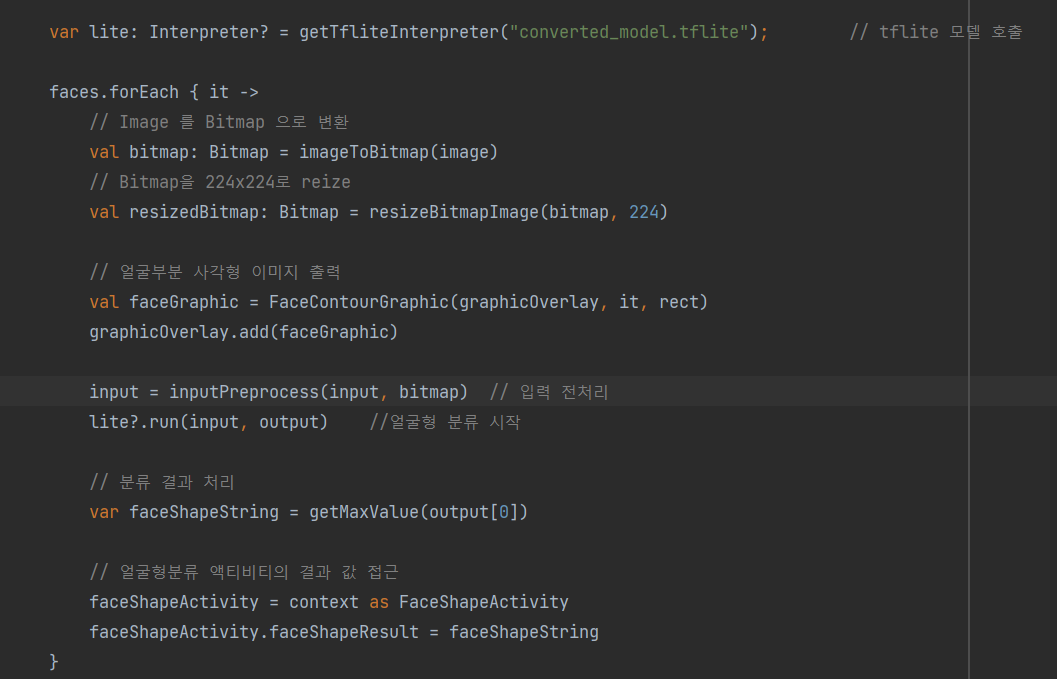 var lite: Interpreter? = getTfliteInterpreter("converted_model.tflite");        // tflite 모델 호출
faces.forEach { it ->
    // Image 를 Bitmap 으로 변환
    val bitmap: Bitmap = imageToBitmap(image)
    // Bitmap을 224x224로 reize
    val resizedBitmap: Bitmap = resizeBitmapImage(bitmap, 224)
    // 얼굴부분 사각형 이미지 출력
    val faceGraphic = FaceContourGraphic(graphicOverlay, it, rect)
    graphicOverlay.add(faceGraphic)
    input = inputPreprocess(input, bitmap)  // 입력 전처리
    lite?.run(input, output)    //얼굴형 분류 시작
    // 분류 결과 처리
    var faceShapeString = getMaxValue(output[0])
    // 얼굴형분류 액티비티의 결과 값 접근
    faceShapeActivity = context as FaceShapeActivity
    faceShapeActivity.faceShapeResult = faceShapeString
}